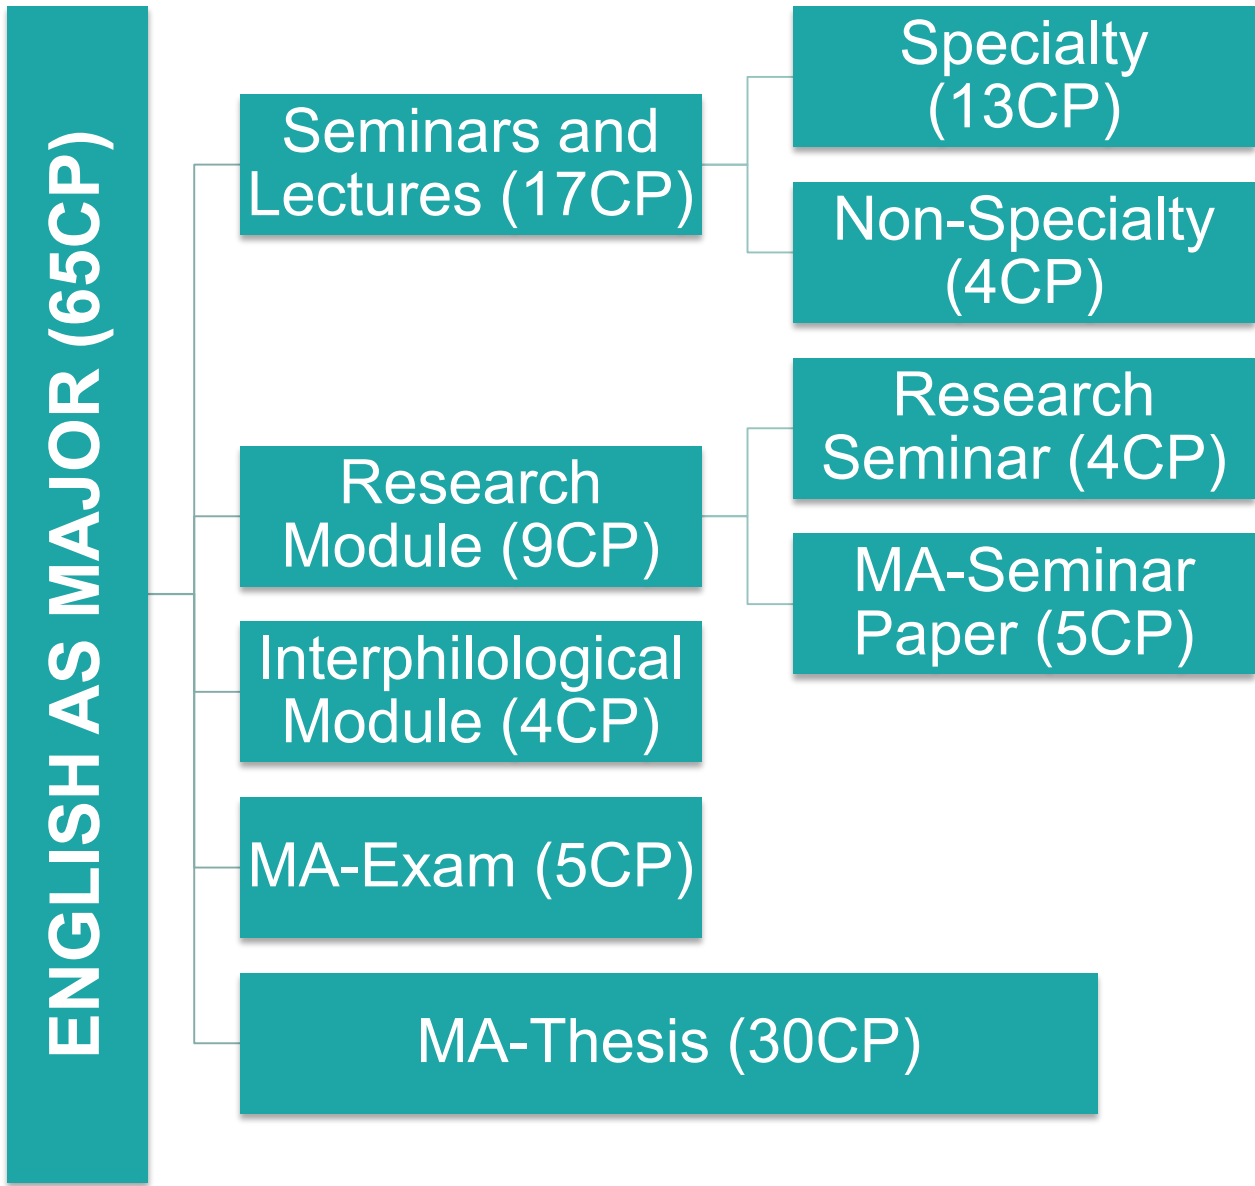 ENGLISH AS MAJOR (65CP)
Seminars and
Lectures (17CP)
Specialty
(13CP)
Non-Specialty
(4CP)
Research
Module (9CP)
Research
Seminar (4CP)
MA-Seminar
Paper (5CP)
Interphilological
Module (4CP)
MA-Exam (5CP)
MA-Thesis (30CP)